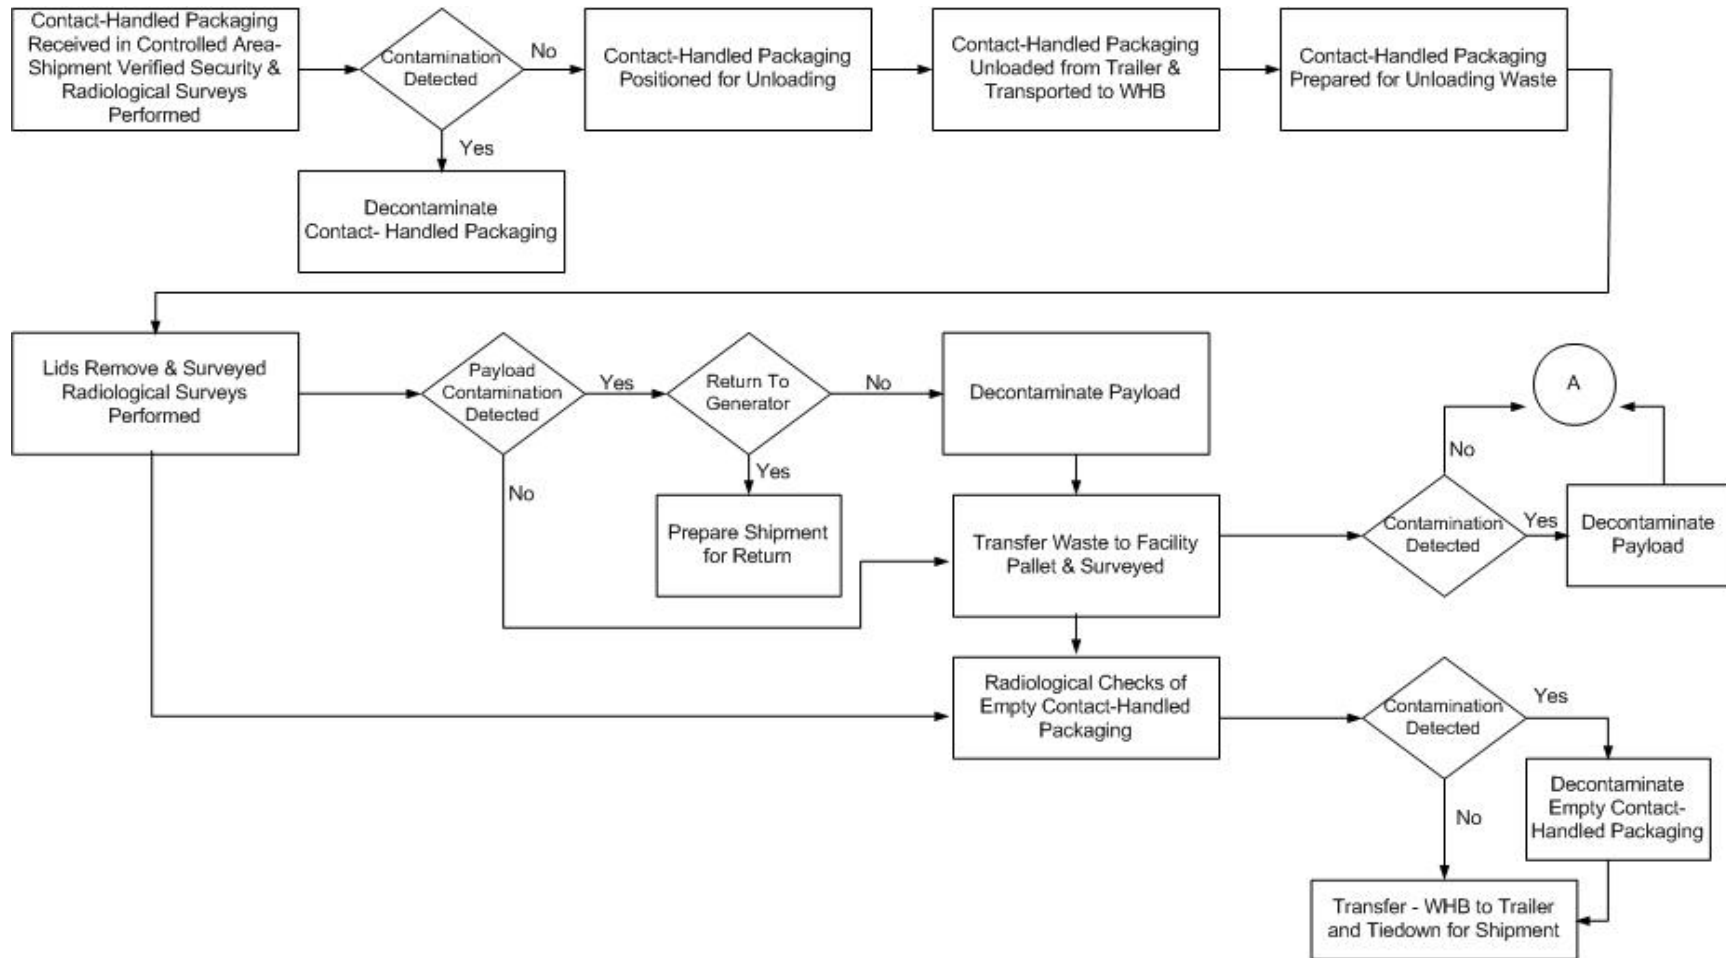 Contact-Handled Packaging
Received in Controlled Area-
Shipment Verified Security &
Radiological Surveys
Performed
Contamination
Detected
No
Yes
Contact-Handled Packaging
Positioned for Unloading
Contact-Handled Packaging
Unloaded from Trailer &
Transported to WHB
Contact-Handled Packaging
Prepared for Unloading Waste
Decontaminate
Contact- Handled Packaging
Lids Remove & Surveyed
Radiological Surveys
Performed
Payload
Contamination
Detected
Yes
No
Return To
Generator
No
Yes
Decontaminate Payload
Prepare Shipment
for Return
Transfer Waste to Facility
Pallet & Surveyed
A
No
Contamination
Detected
Yes
Decontaminate
Payload
Radiological Checks of
Empty Contact-Handled
Packaging
Contamination
Detected
Yes
No
Decontaminate
Empty Contact-
Handled Packaging
Transfer - WHB to Trailer
and Tiedown for Shipment